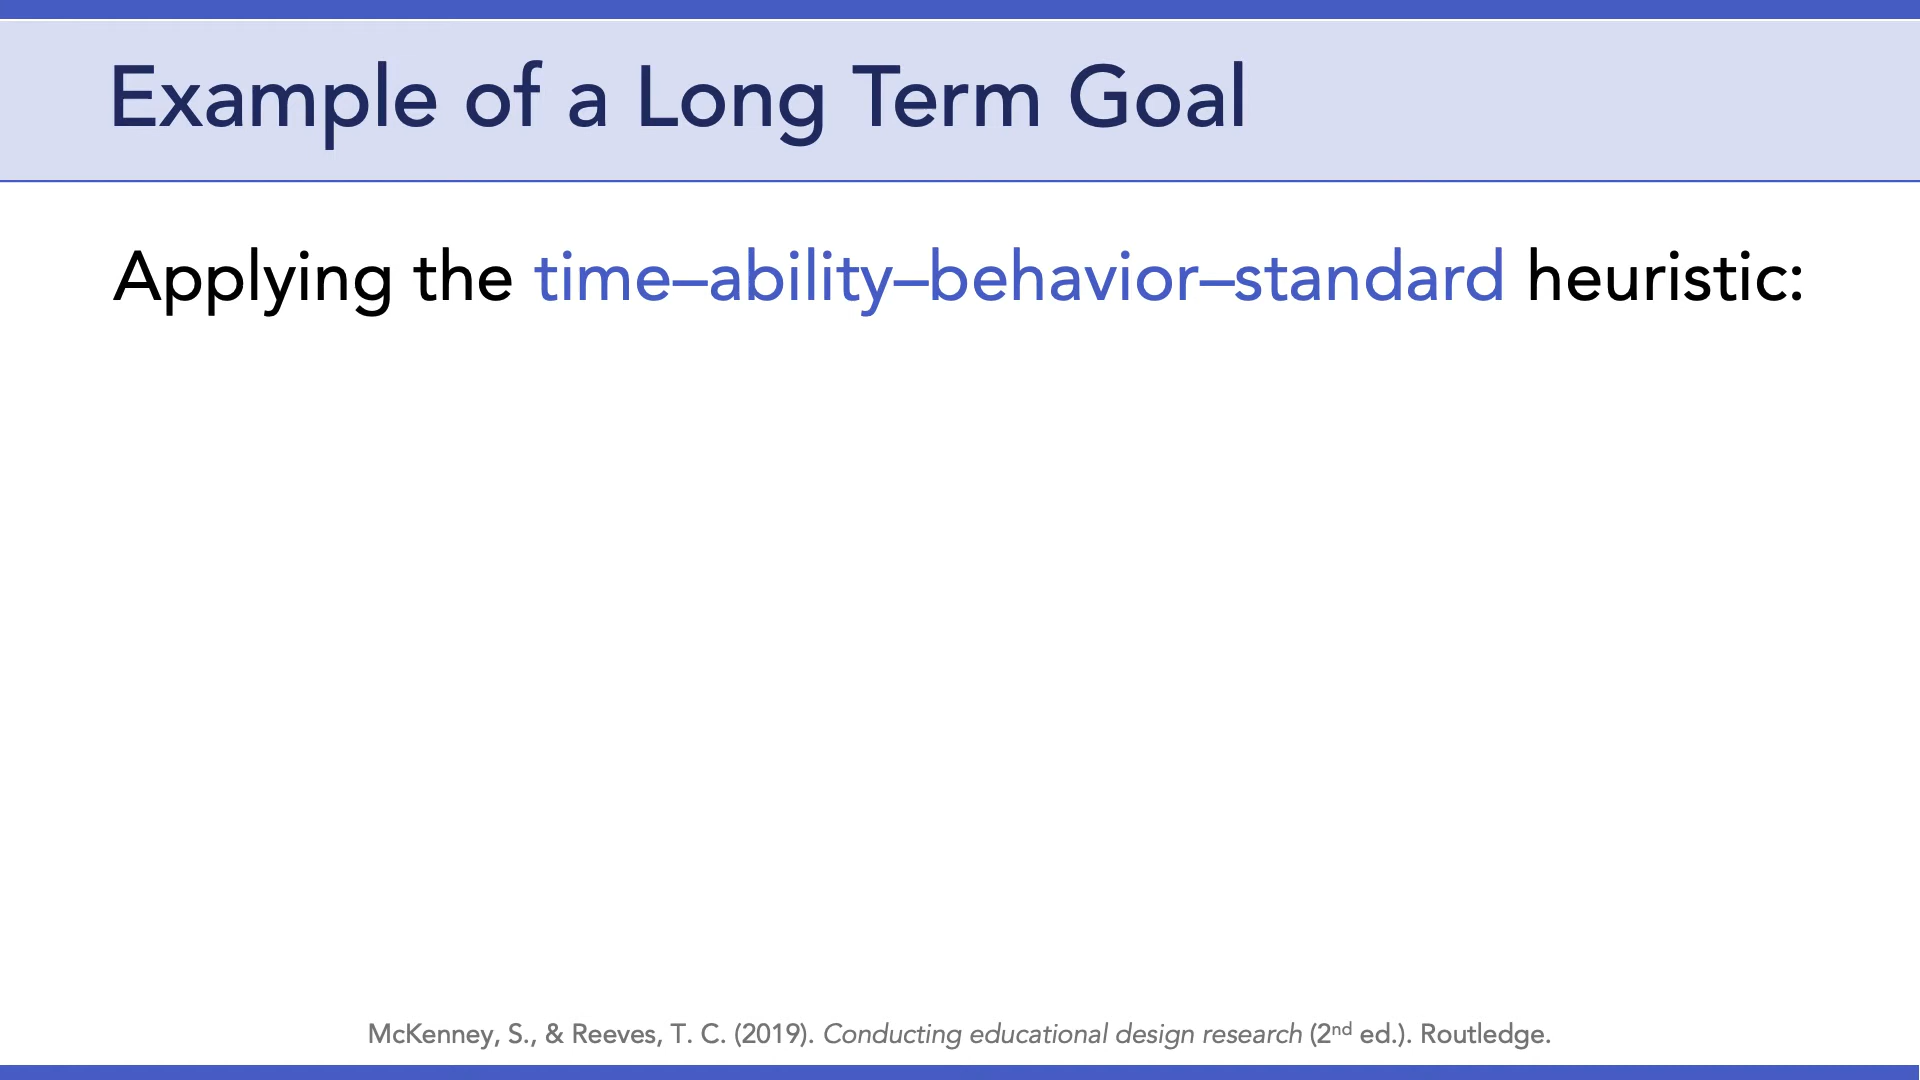 Example of a Long Term Goal
Applying the time–ability–behavior–standard heuristic:
McKenney, S., & Reeves, T. C. (2019). Conducting educational design research (2nd ed.). Routledge.